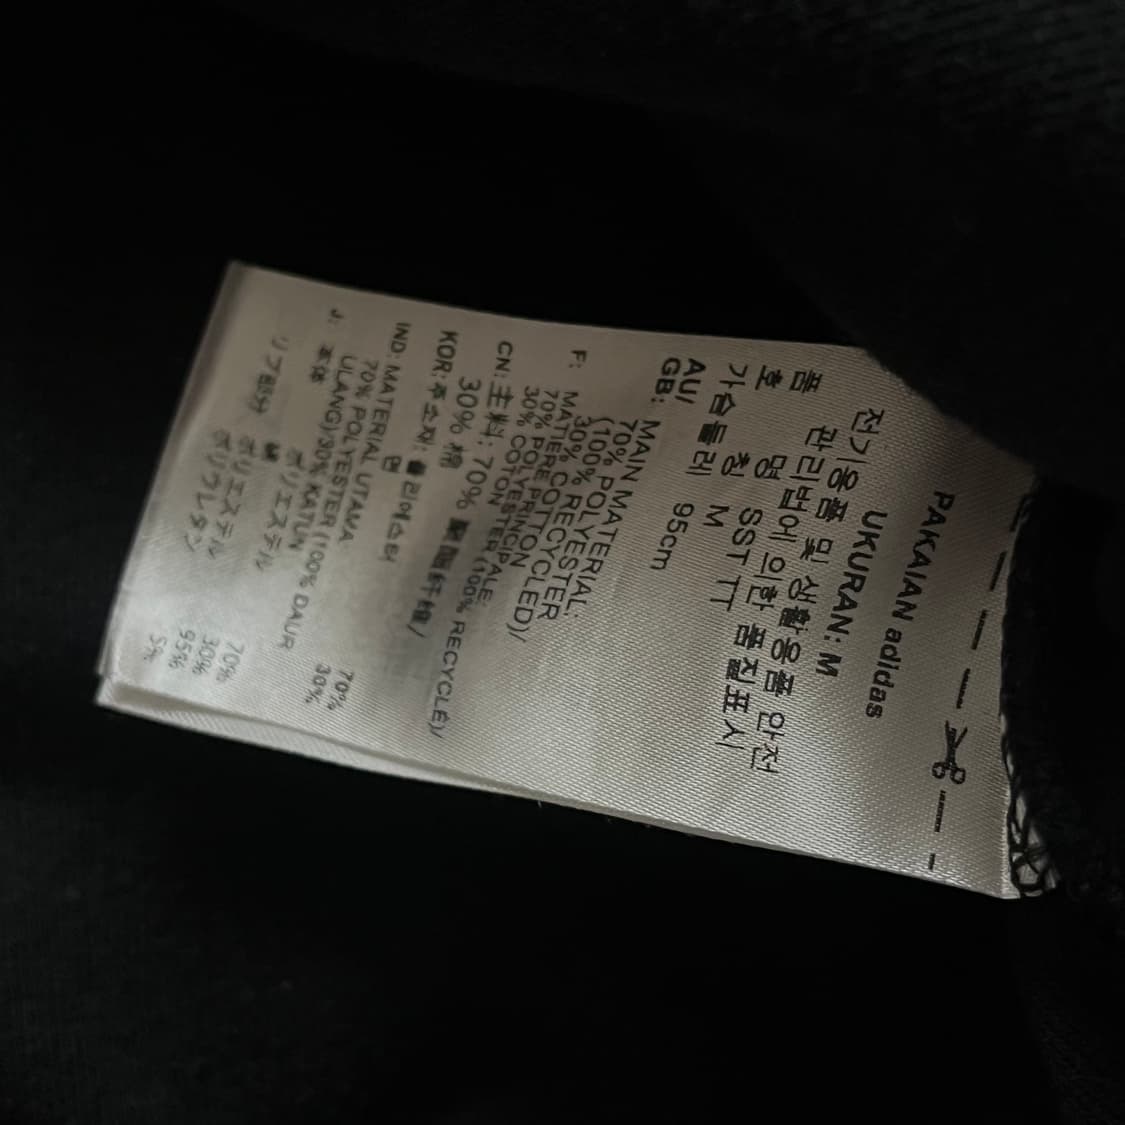 PAKAIAN adidas
UKURAN: M
전기용품 및 생활용품 안전
관리법에 의한 품질표시
품 명 SST TT
호 칭 M
가슴둘레 95cm
AU/
GB: MAIN MATERIAL:
70% POLYESTER
(100% RECYCLED)/
30% COTTON
F: MATIERE PRINCIPALE:
70% POLYESTER (100% RECYCLÉ)/
30% COTON
CN: 主料: 70% 聚酯纤维/
30% 棉
KOR: 주소재: 폴리에스터 70%
면 30%
IND: MATERIAL UTAMA
70% POLYESTER (100% DAUR
ULANG)/30% KATUN
J: 本体 ポリエステル 70%
綿 30%
リブ部分 ポリエステル 95%
ポリウレタン 5%